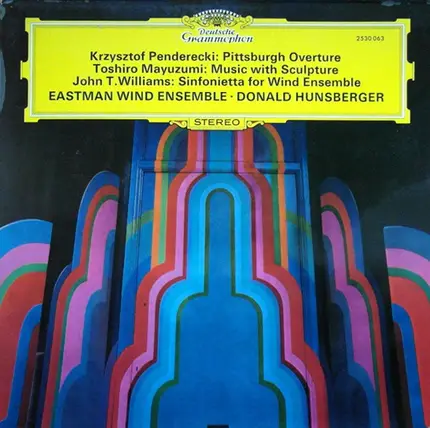 Deutsche
Grammophon
2530 063
Krzysztof Penderecki: Pittsburgh Overture
Toshiro Mayuzumi: Music with Sculpture
John T. Williams: Sinfonietta for Wind Ensemble
EASTMAN WIND ENSEMBLE · DONALD HUNSBERGER
STEREO